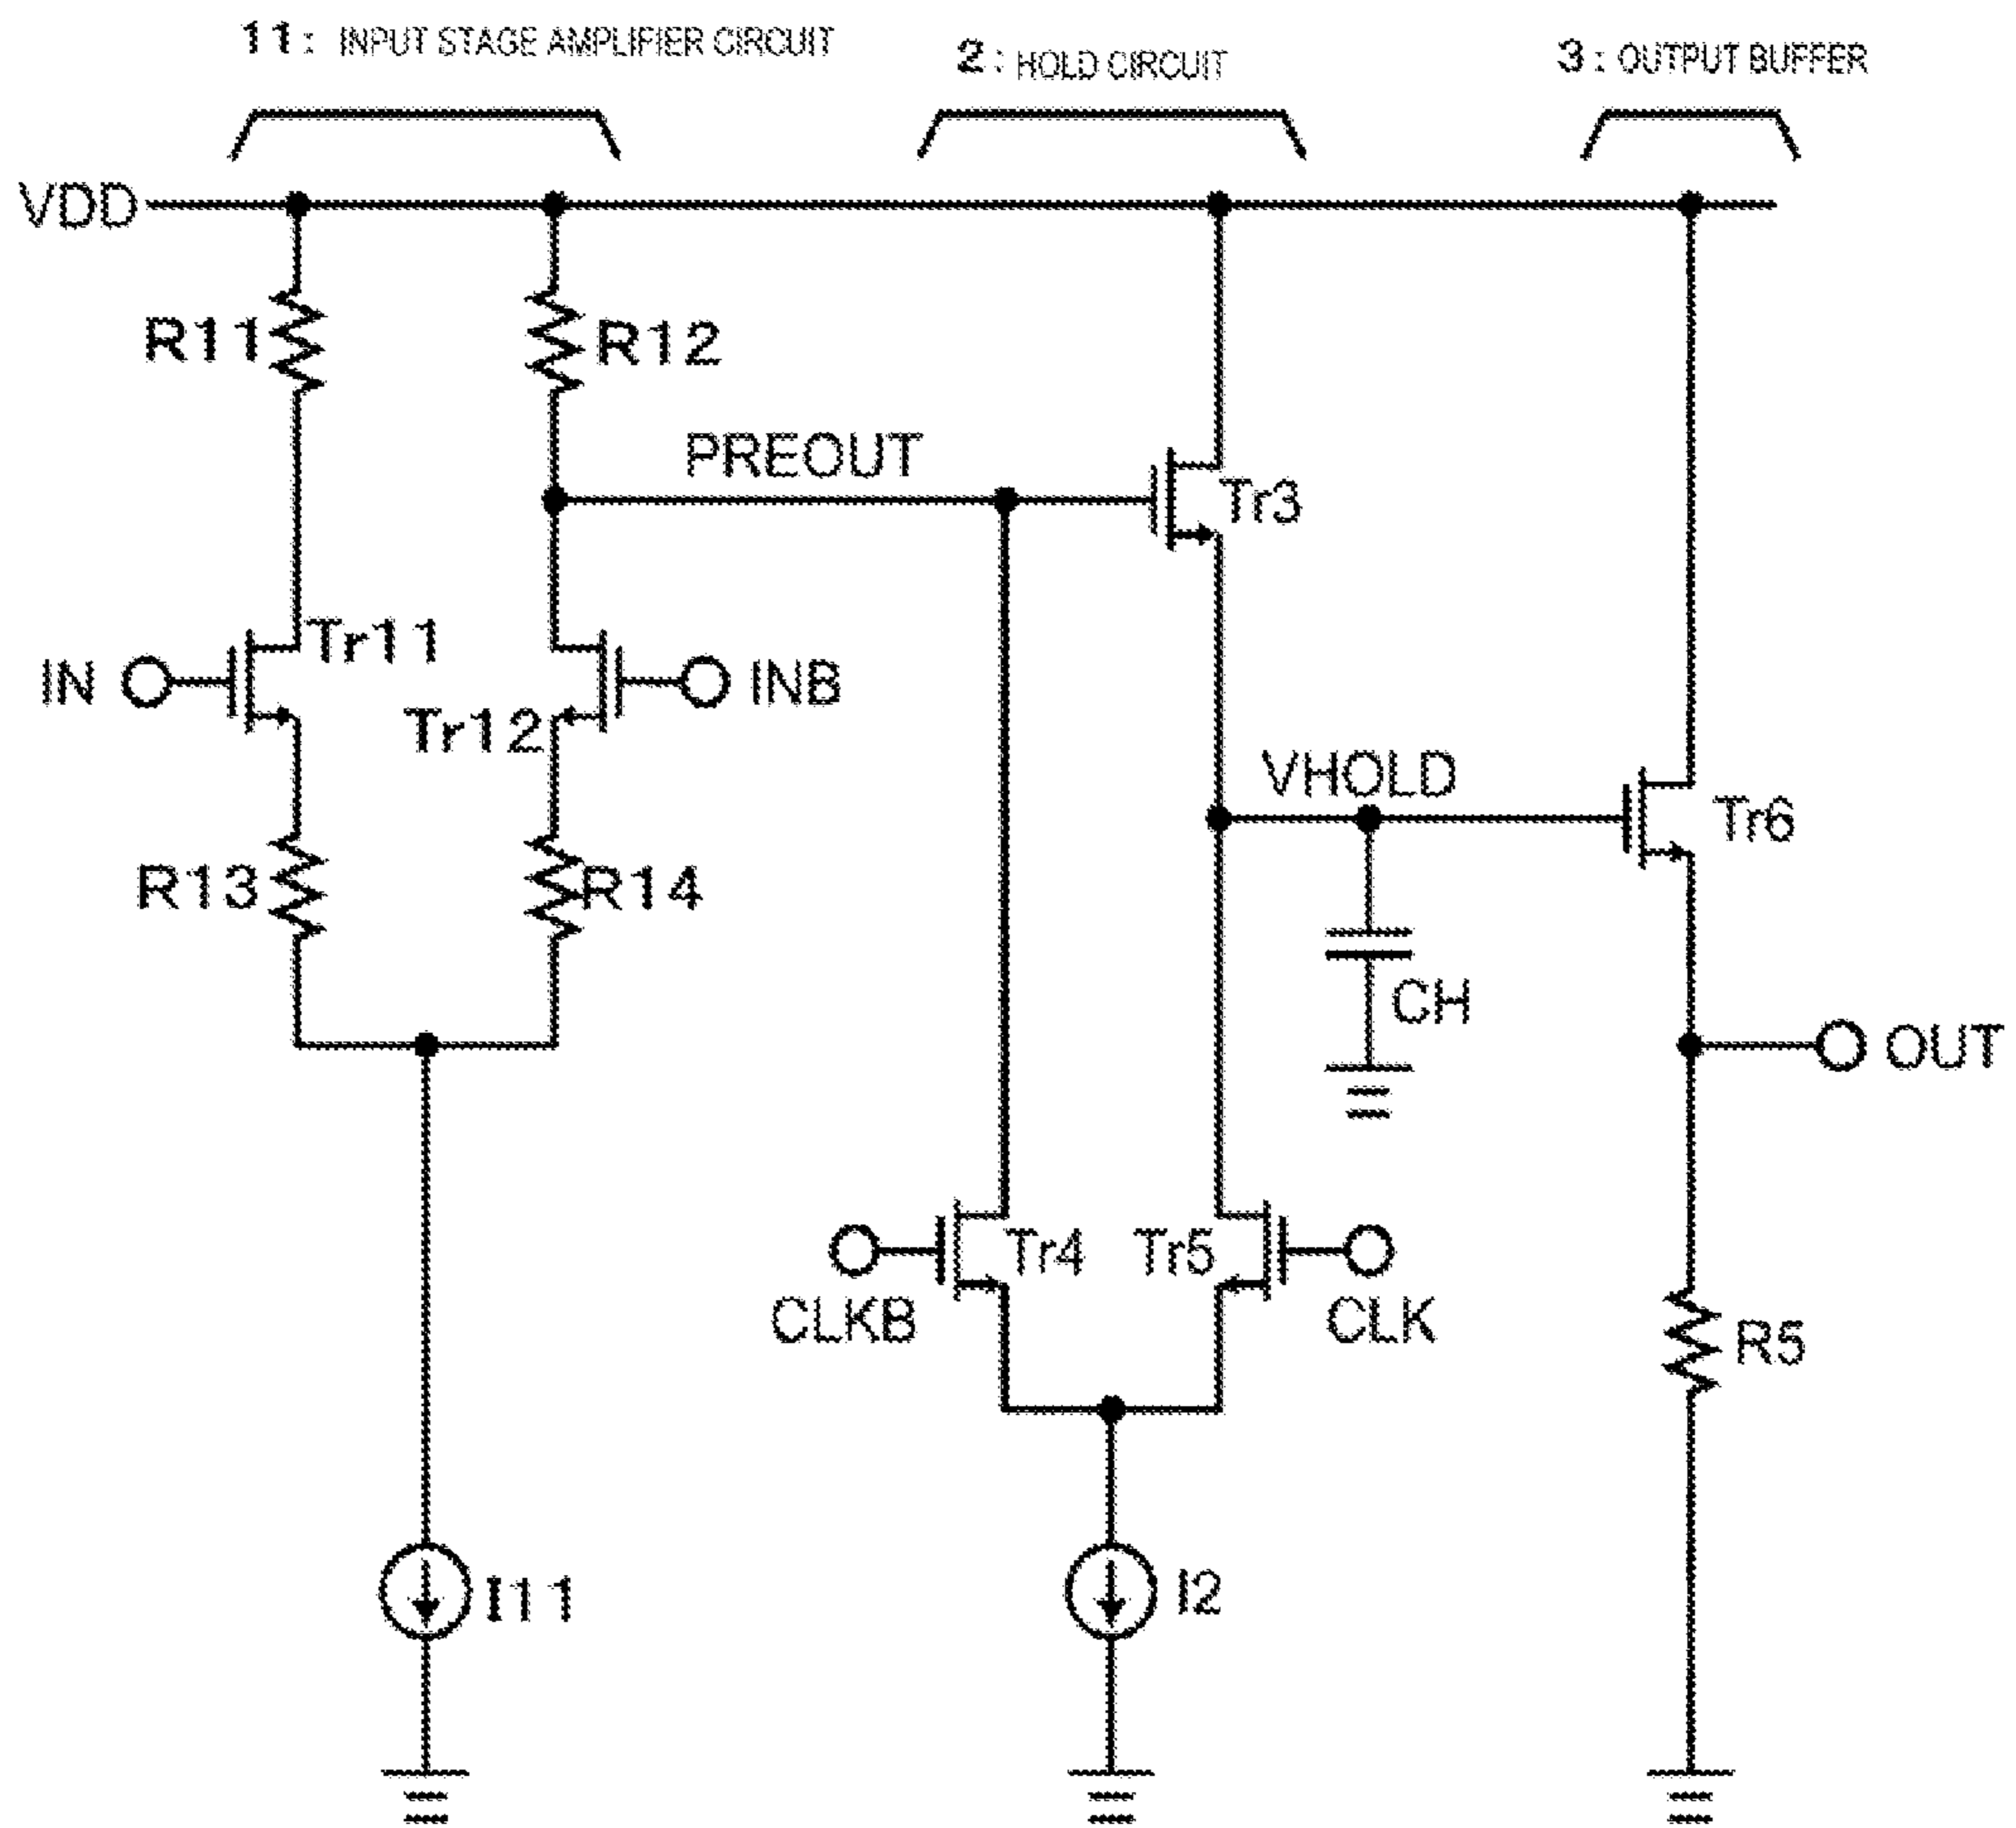 11: INPUT STAGE AMPLIFIER CIRCUIT
2: HOLD CIRCUIT
3: OUTPUT BUFFER
VDD
R11
R12
PREOUT
Tr3
Tr11
IN
INB
Tr12
VHOLD
Tr6
R13
R14
CH
OUT
Tr4
Tr5
CLKB
CLK
R5
I11
I2